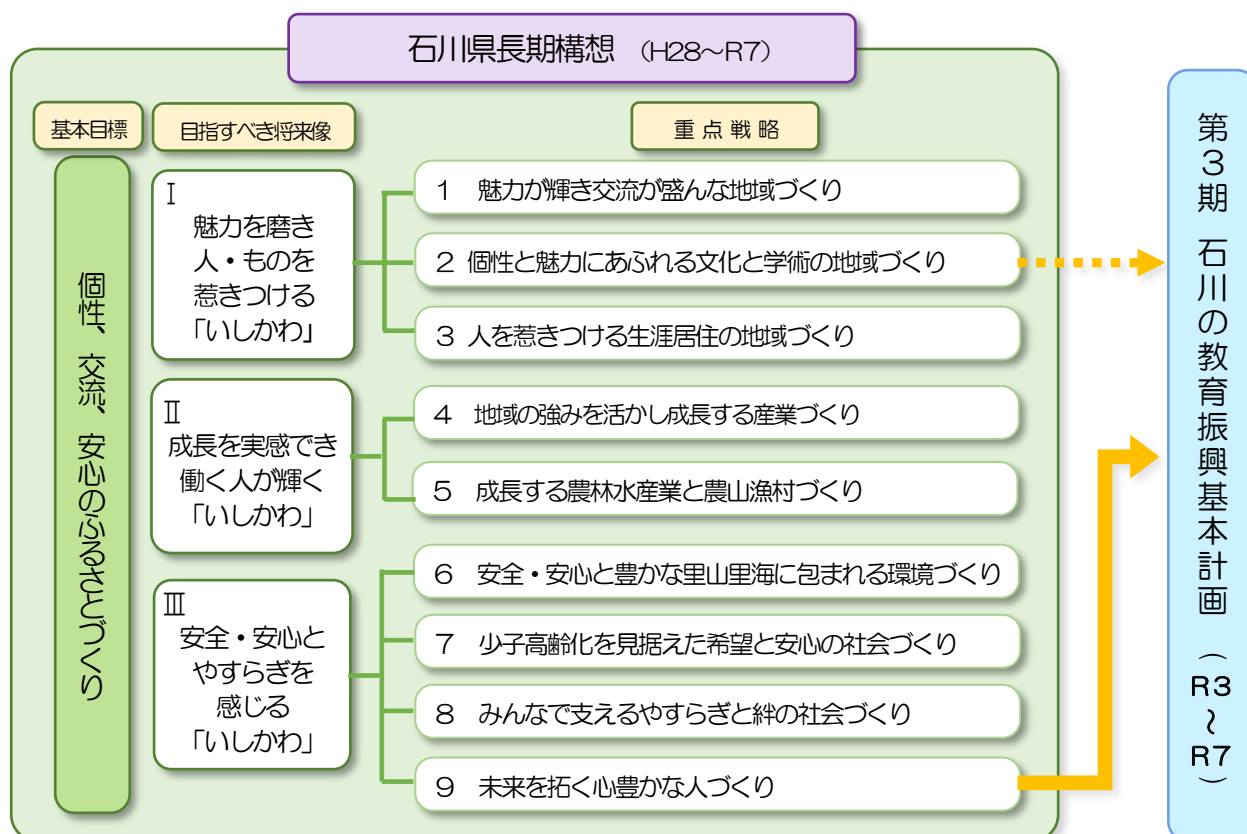 石川県長期構想 (H28～R7)
基本目標
目指すべき将来像
重点戦略
個性、交流、安心のふるさとづくり
Ⅰ
魅力を磨き
人・ものを
惹きつける
「いしかわ」
1 魅力が輝き交流が盛んな地域づくり
2 個性と魅力にあふれる文化と学術の地域づくり
3 人を惹きつける生涯居住の地域づくり
Ⅱ
成長を実感でき
働く人が輝く
「いしかわ」
4 地域の強みを活かし成長する産業づくり
5 成長する農林水産業と農山漁村づくり
Ⅲ
安全・安心と
やすらぎを
感じる
「いしかわ」
6 安全・安心と豊かな里山里海に包まれる環境づくり
7 少子高齢化を見据えた希望と安心の社会づくり
8 みんなで支えるやすらぎと絆の社会づくり
9 未来を拓く心豊かな人づくり
第3期 石川の教育振興基本計画 (R3～R7)